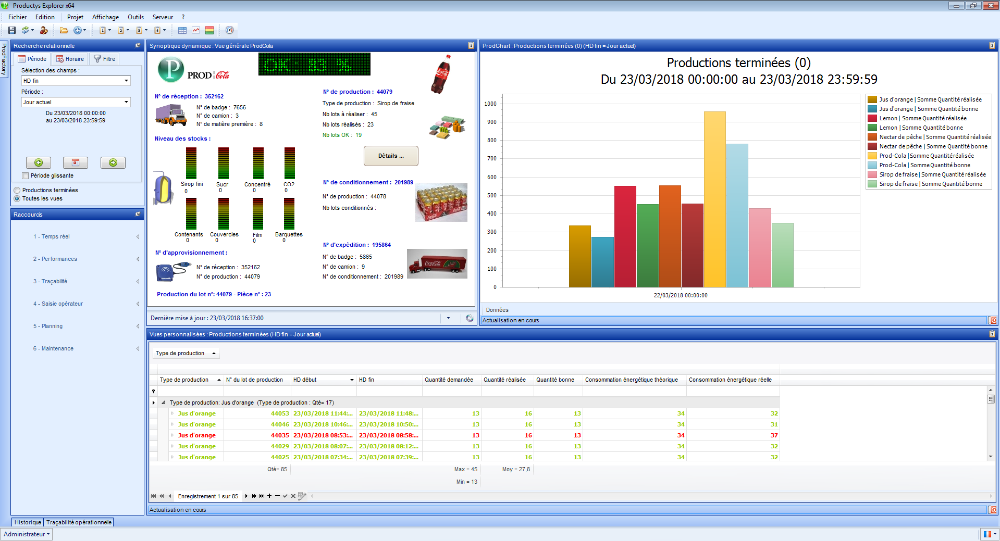 Productys Explorer x64
Fichier Edition Projet Affichage Outils Serveur ?
1 2 3 4
ProdFactory
Recherche relationnelle
Période Horaire Filtre
Sélection des champs :
HD fin
Période :
Jour actuel
Du 23/03/2018 00:00:00
au 23/03/2018 23:59:59
Période glissante
Productions terminées
Toutes les vues
Raccourcis
1 - Temps réel
2 - Performances
3 - Traçabilité
4 - Saisie opérateur
5 - Planning
6 - Maintenance
Synoptique dynamique : Vue générale ProdCola
1
P PROD Cola
OK: 83 %
N° de réception : 352162
N° de badge : 7656
N° de camion : 3
N° de matière première : 8
Niveau des stocks :
Sirop fini Sucr Concentré CO2
0 0 0 0
Contenants Couvercles Film Barquettes
0 0 0 0
N° d'approvisionnement :
N° de réception : 352162
N° de production : 44079
Production du lot n°: 44079 - Pièce n° : 23
N° de production : 44079
Type de production : Sirop de fraise
Nb lots à réaliser : 45
Nb lots réalisés : 23
Nb lots OK : 19
Détails ...
N° de conditionnement : 201989
N° de production : 44078
Nb lots conditionnés :
N° d'expédition : 195864
N° de badge : 5865
N° de camion : 9
N° de conditionnement : 201989
Coca-Cola
Dernière mise à jour : 23/03/2018 16:37:00
ProdChart : Productions terminées (0) (HD fin = Jour actuel)
2
Productions terminées (0)
Du 23/03/2018 00:00:00 au 23/03/2018 23:59:59
1000
900
800
700
600
500
400
300
200
100
0
22/03/2018 00:00:00
Jus d'orange | Somme Quantité réalisée
Jus d'orange | Somme Quantité bonne
Lemon | Somme Quantité réalisée
Lemon | Somme Quantité bonne
Nectar de pêche | Somme Quantité réalisée
Nectar de pêche | Somme Quantité bonne
Prod-Cola | Somme Quantité réalisée
Prod-Cola | Somme Quantité bonne
Sirop de fraise | Somme Quantité réalisée
Sirop de fraise | Somme Quantité bonne
Données
Actualisation en cours
Vues personnalisées : Productions terminées (HD fin = Jour actuel)
3
Type de production
Type de production N° du lot de production HD début HD fin Quantité demandée Quantité réalisée Quantité bonne Consommation énergétique théorique Consommation énergétique réelle
Type de production: Jus d'orange (Type de production : Qté= 17)
Jus d'orange 44053 23/03/2018 11:44:... 23/03/2018 11:48:... 13 16 13 34 32
Jus d'orange 44046 23/03/2018 10:46:... 23/03/2018 10:50:... 13 16 13 34 31
Jus d'orange 44035 23/03/2018 08:53:... 23/03/2018 08:58:... 13 16 13 34 37
Jus d'orange 44029 23/03/2018 08:07:... 23/03/2018 08:12:... 13 16 13 34 32
Jus d'orange 44025 23/03/2018 07:34:... 23/03/2018 07:39:... 13 16 13 34 32
Qté= 85 Max = 45 Moy = 27,8
Min = 13
Enregistrement 1 sur 85
Actualisation en cours
Historique Traçabilité opérationnelle
Administrateur